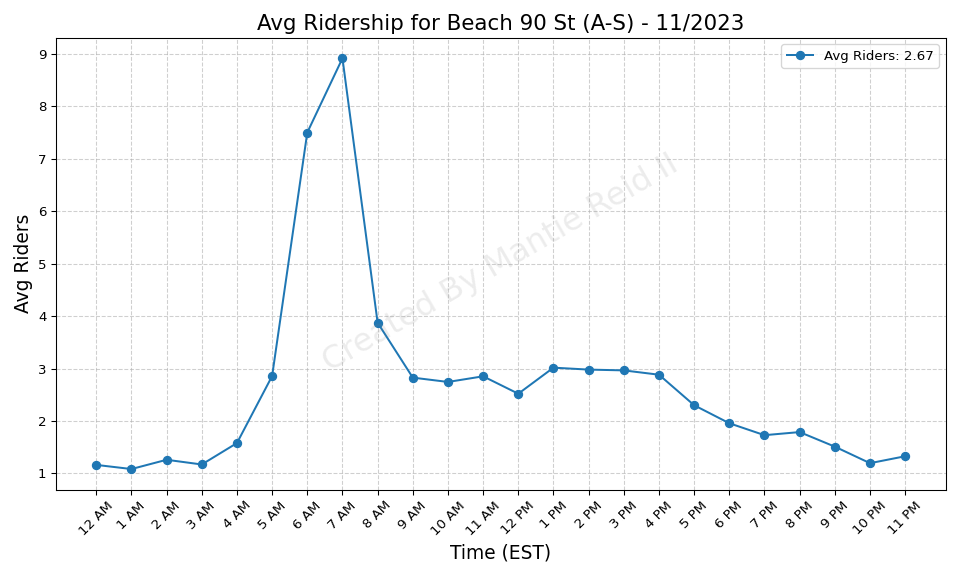 Avg Ridership for Beach 90 St (A-S) - 11/2023
Avg Riders: 2.67
9
8
7
6
5
4
3
2
1
Avg Riders
Created By Mantie Reid II
12 AM
1 AM
2 AM
3 AM
4 AM
5 AM
6 AM
7 AM
8 AM
9 AM
10 AM
11 AM
12 PM
1 PM
2 PM
3 PM
4 PM
5 PM
6 PM
7 PM
8 PM
9 PM
10 PM
11 PM
Time (EST)